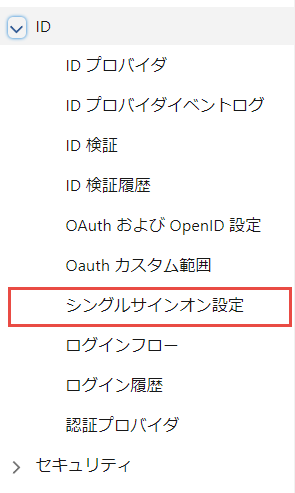 ID
ID プロバイダ
ID プロバイダイベントログ
ID 検証
ID 検証履歴
OAuth および OpenID 設定
Oauth カスタム範囲
シングルサインオン設定
ログインフロー
ログイン履歴
認証プロバイダ
セキュリティ